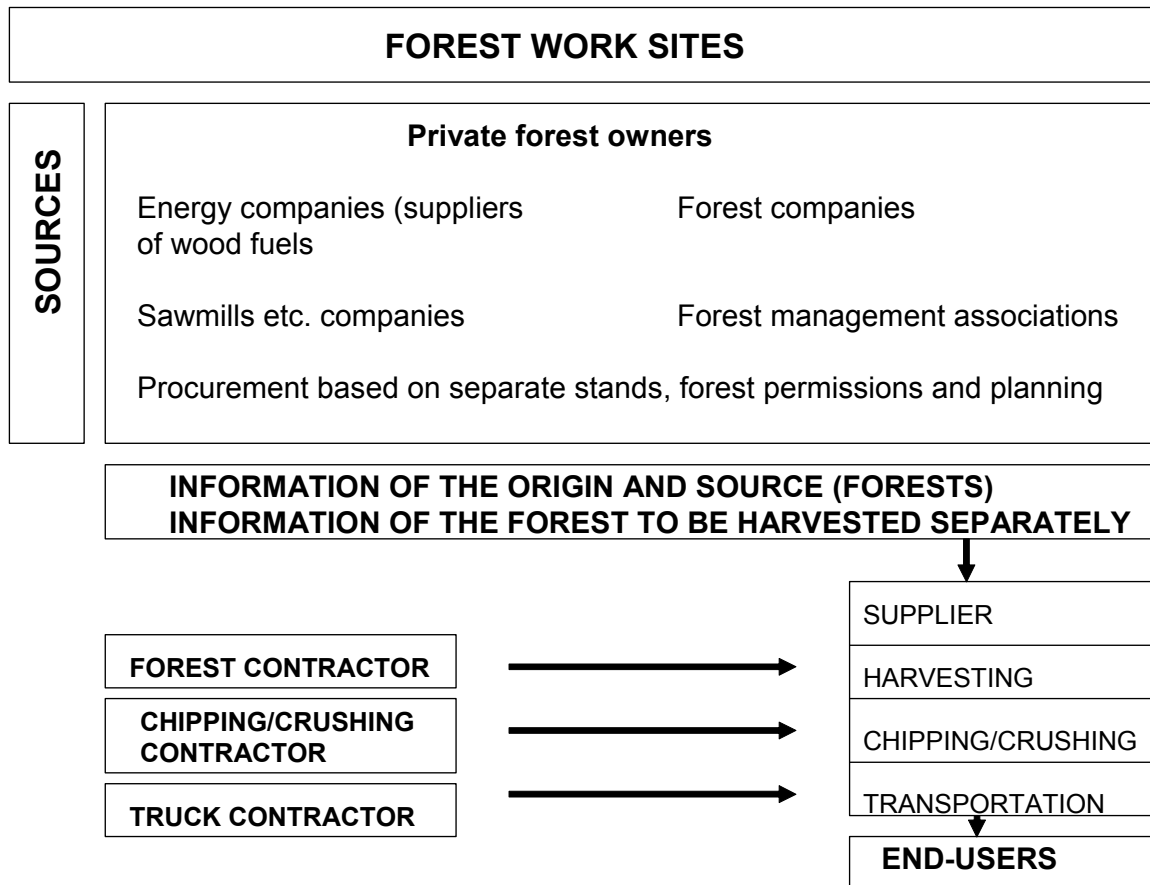 FOREST WORK SITES
SOURCES
Private forest owners
Energy companies (suppliers
of wood fuels
Forest companies
Sawmills etc. companies
Forest management associations
Procurement based on separate stands, forest permissions and planning
INFORMATION OF THE ORIGIN AND SOURCE (FORESTS)
INFORMATION OF THE FOREST TO BE HARVESTED SEPARATELY
SUPPLIER
FOREST CONTRACTOR
HARVESTING
CHIPPING/CRUSHING
CONTRACTOR
CHIPPING/CRUSHING
TRUCK CONTRACTOR
TRANSPORTATION
END-USERS